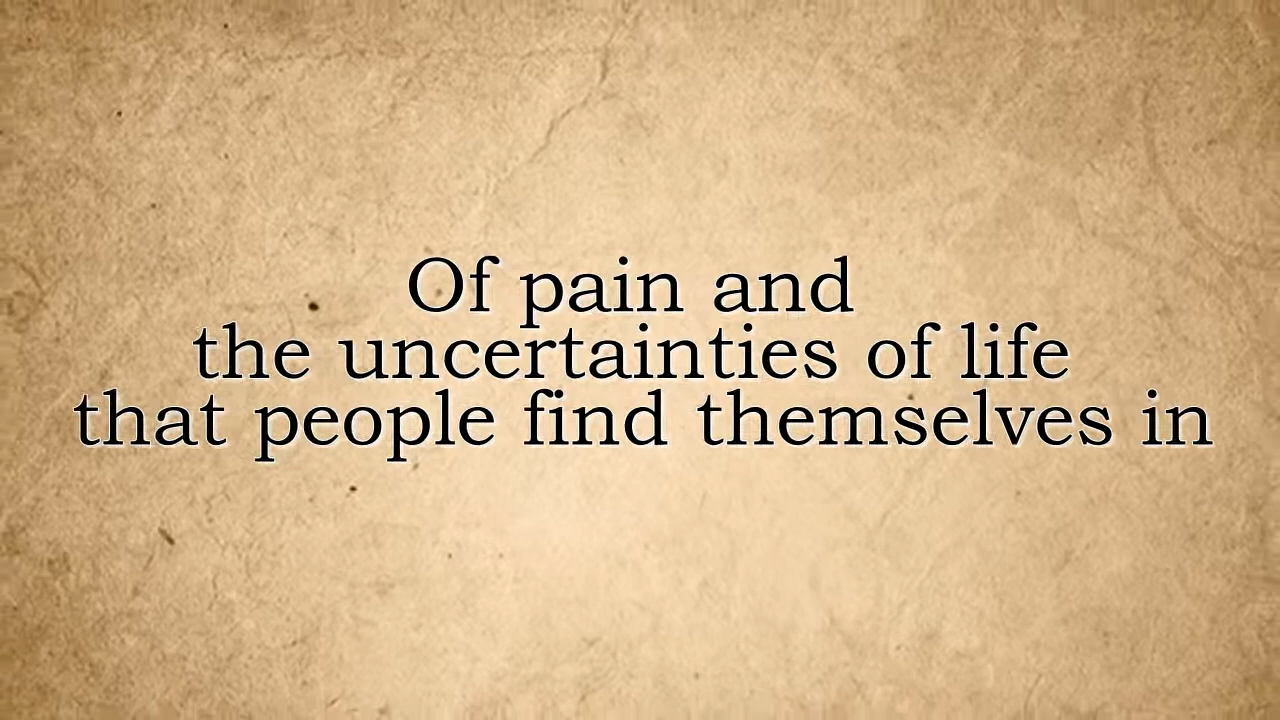 Of pain and
the uncertainties of life
that people find themselves in